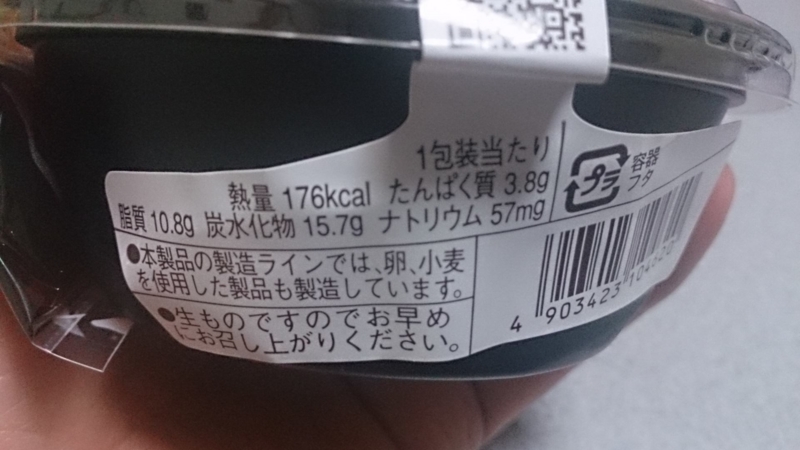 1包装当たり
熱量 176kcal たんぱく質 3.8g
脂質 10.8g 炭水化物 15.7g ナトリウム 57mg
●本製品の製造ラインでは、卵、小麦
を使用した製品も製造しています。
●生ものですのでお早め
にお召し上がりください。
プラ
容器
フタ
4 903423 104620